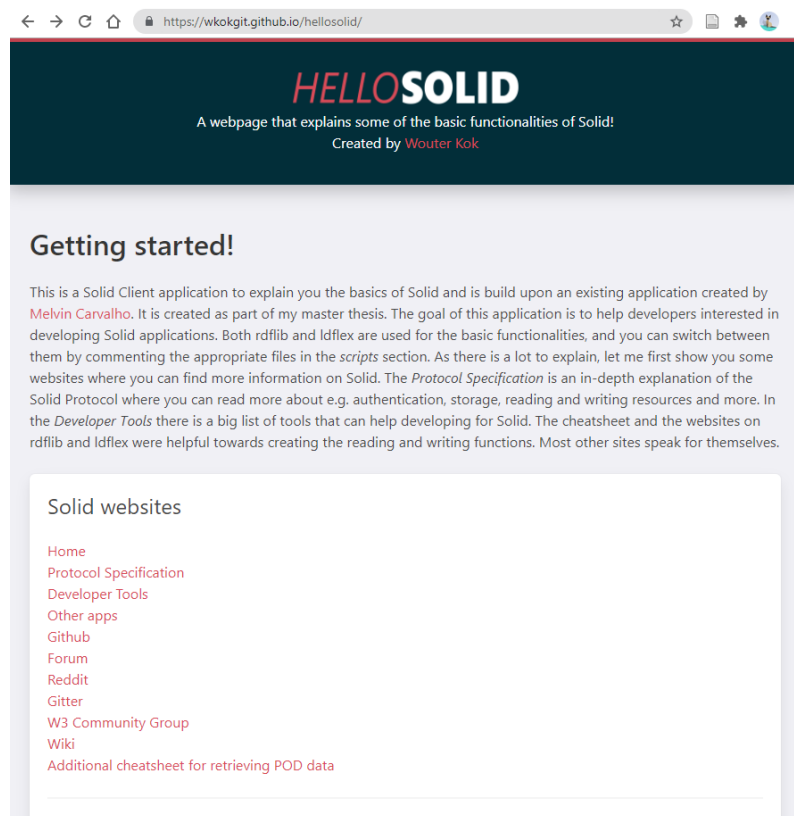 https://wkokgit.github.io/hellosolid/
HELLOSOLID
A webpage that explains some of the basic functionalities of Solid!
Created by Wouter Kok
Getting started!
This is a Solid Client application to explain you the basics of Solid and is build upon an existing application created by
Melvin Carvalho. It is created as part of my master thesis. The goal of this application is to help developers interested in
developing Solid applications. Both rdflib and ldflex are used for the basic functionalities, and you can switch between
them by commenting the appropriate files in the scripts section. As there is a lot to explain, let me first show you some
websites where you can find more information on Solid. The Protocol Specification is an in-depth explanation of the
Solid Protocol where you can read more about e.g. authentication, storage, reading and writing resources and more. In
the Developer Tools there is a big list of tools that can help developing for Solid. The cheatsheet and the websites on
rdflib and ldflex were helpful towards creating the reading and writing functions. Most other sites speak for themselves.
Solid websites
Home
Protocol Specification
Developer Tools
Other apps
Github
Forum
Reddit
Gitter
W3 Community Group
Wiki
Additional cheatsheet for retrieving POD data